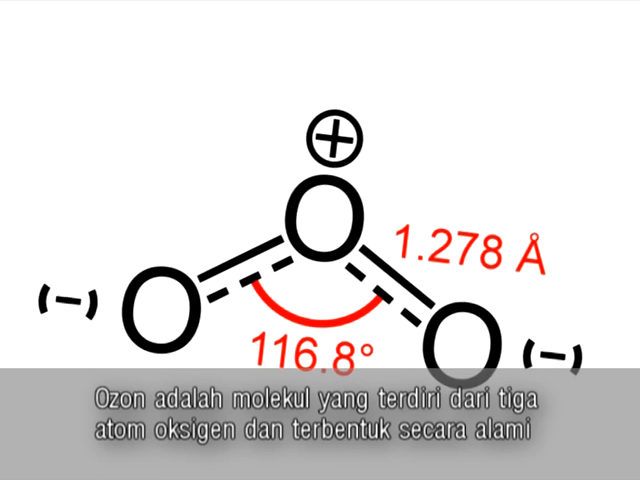 ⊕
O
1.278 Å
(−) O O (−)
116.8°
Ozon adalah molekul yang terdiri dari tiga
atom oksigen dan terbentuk secara alami